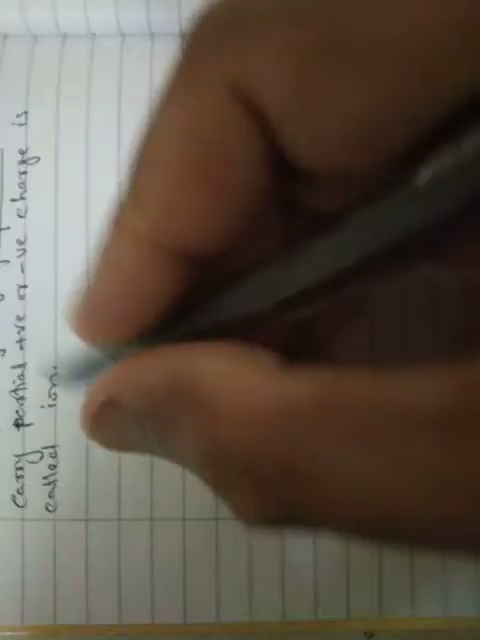 carry partial +ve or -ve charge is
called ion.